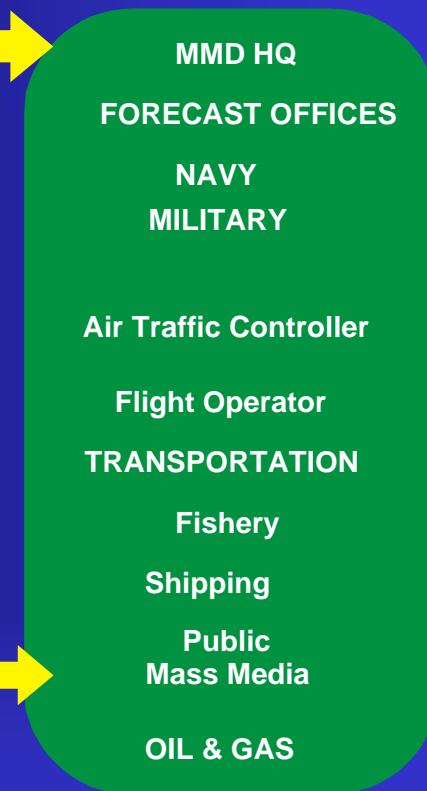 MMD HQ
FORECAST OFFICES
NAVY
MILITARY
Air Traffic Controller
Flight Operator
TRANSPORTATION
Fishery
Shipping
Public
Mass Media
OIL & GAS